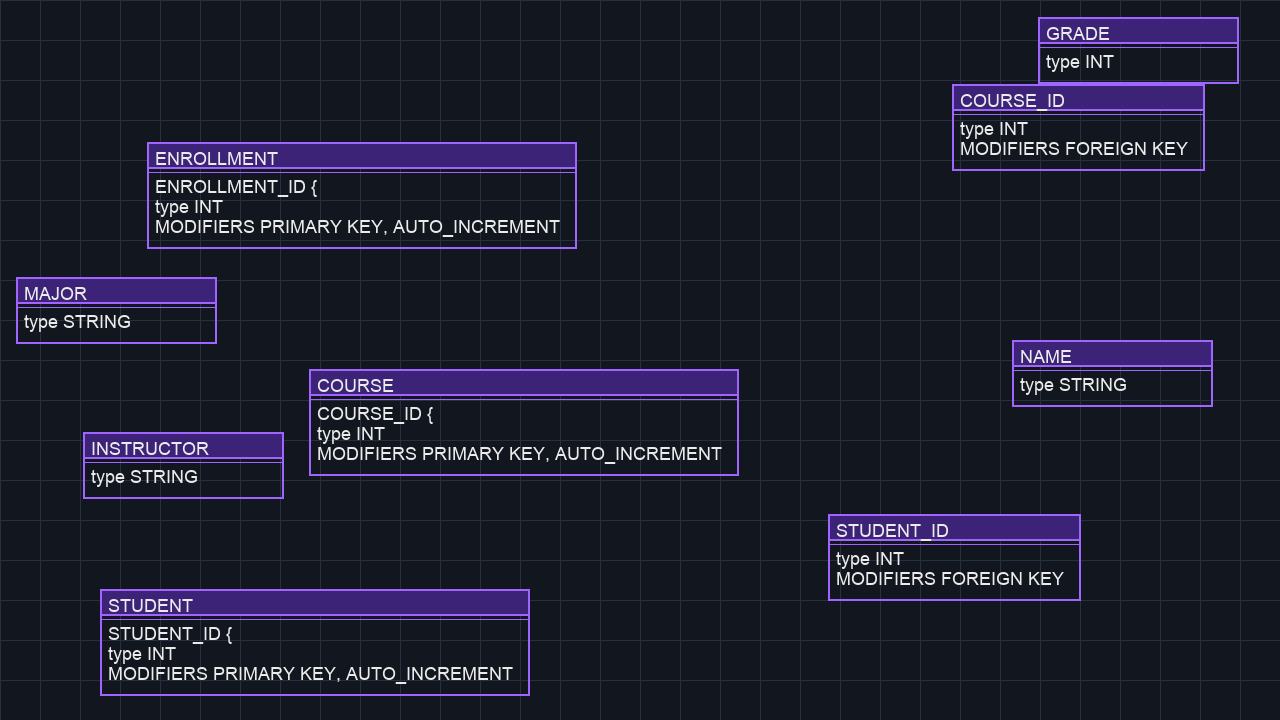 GRADE
type INT
COURSE_ID
type INT
MODIFIERS FOREIGN KEY
ENROLLMENT
ENROLLMENT_ID {
type INT
MODIFIERS PRIMARY KEY, AUTO_INCREMENT
MAJOR
type STRING
NAME
type STRING
COURSE
COURSE_ID {
type INT
MODIFIERS PRIMARY KEY, AUTO_INCREMENT
INSTRUCTOR
type STRING
STUDENT_ID
type INT
MODIFIERS FOREIGN KEY
STUDENT
STUDENT_ID {
type INT
MODIFIERS PRIMARY KEY, AUTO_INCREMENT